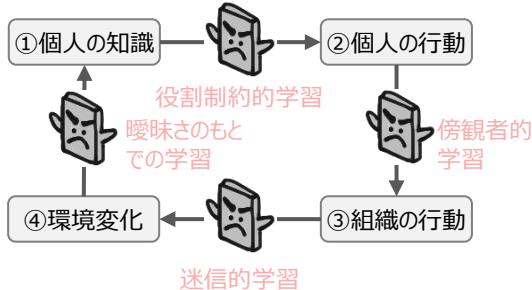 ①個人の知識
②個人の行動
役割制約的学習
曖昧さのもと
での学習
傍観者的
学習
④環境変化
③組織の行動
迷信的学習